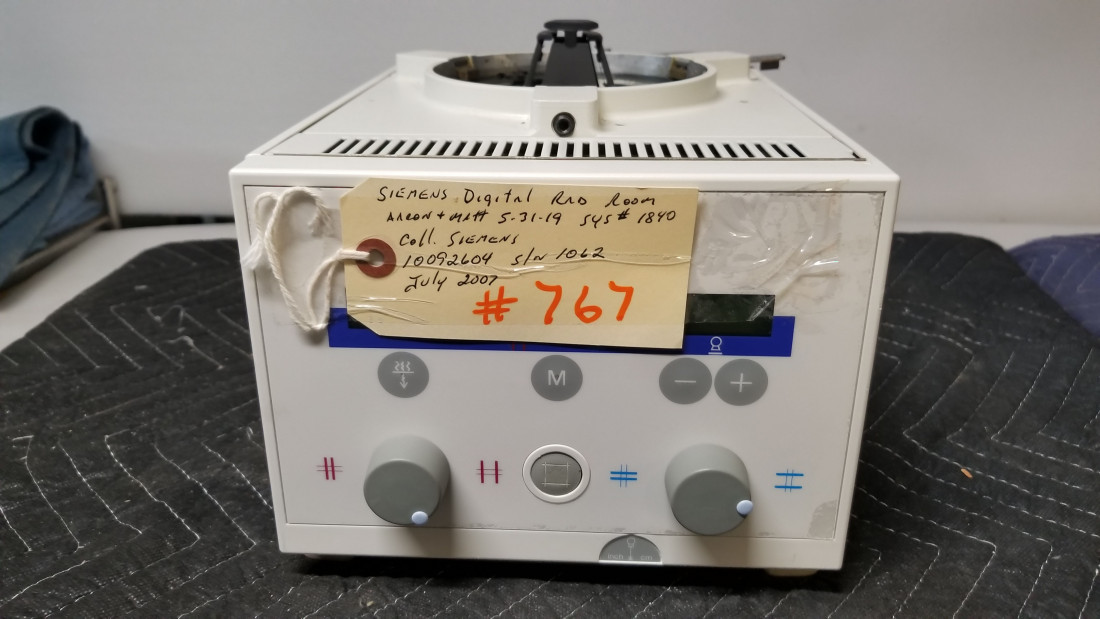 SIEMENS Digital RAD Room
AARON + MATT 5-31-19 SYS # 1840
Coll. SIEMENS
10092604 S/N 1062
July 2007
# 767
M
− +